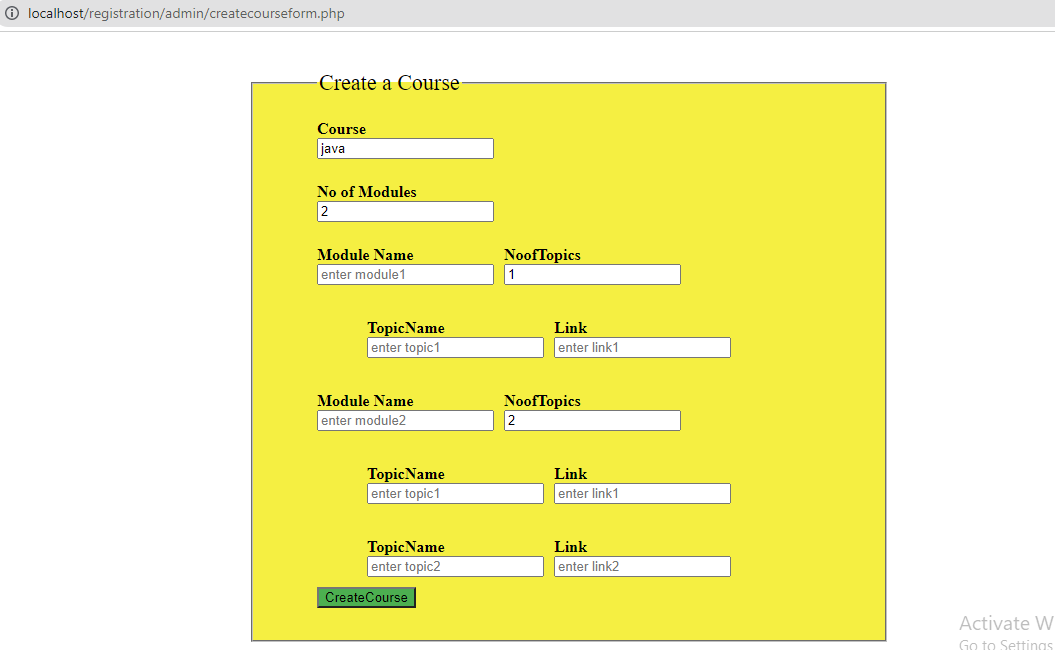 localhost/registration/admin/createcourseform.php
Create a Course
Course
java
No of Modules
2
Module Name NoofTopics
enter module1 1
TopicName Link
enter topic1 enter link1
Module Name NoofTopics
enter module2 2
TopicName Link
enter topic1 enter link1
TopicName Link
enter topic2 enter link2
CreateCourse
Activate W
Go to Settings